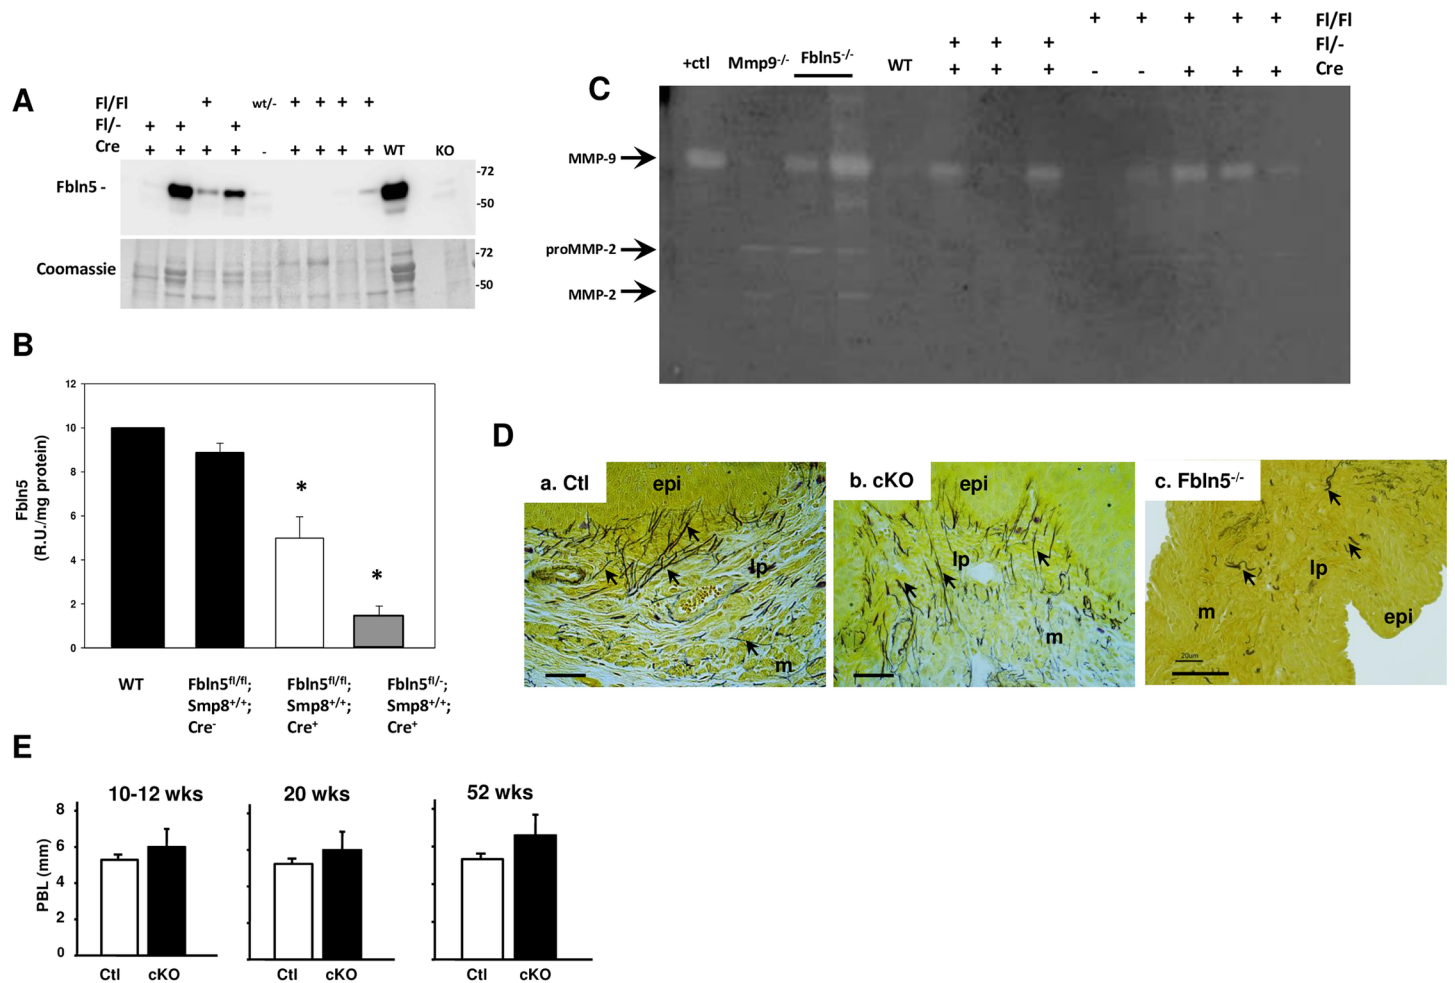 A
Fl/Fl + wt/- + + + +
Fl/- + + +
Cre + + + + - + + + + WT KO
Fbln5 -
-72
-50
Coomassie
-72
-50
B
Fbln5
(R.U./mg protein)
12
10
8
6
4
2
0
*
*
WT
Fbln5fl/fl;
Smp8+/+;
Cre-
Fbln5fl/fl;
Smp8+/+;
Cre+
Fbln5fl/-;
Smp8+/+;
Cre+
C
+ + + + + Fl/Fl
+ + + Fl/-
+ctl Mmp9-/- Fbln5-/- WT + + + - - + + + Cre
MMP-9
proMMP-2
MMP-2
D
a. Ctl
epi
lp
m
b. cKO
epi
lp
m
c. Fbln5-/-
lp
m
epi
20um
E
10-12 wks
20 wks
52 wks
PBL (mm)
8
6
4
2
0
Ctl cKO
Ctl cKO
Ctl cKO